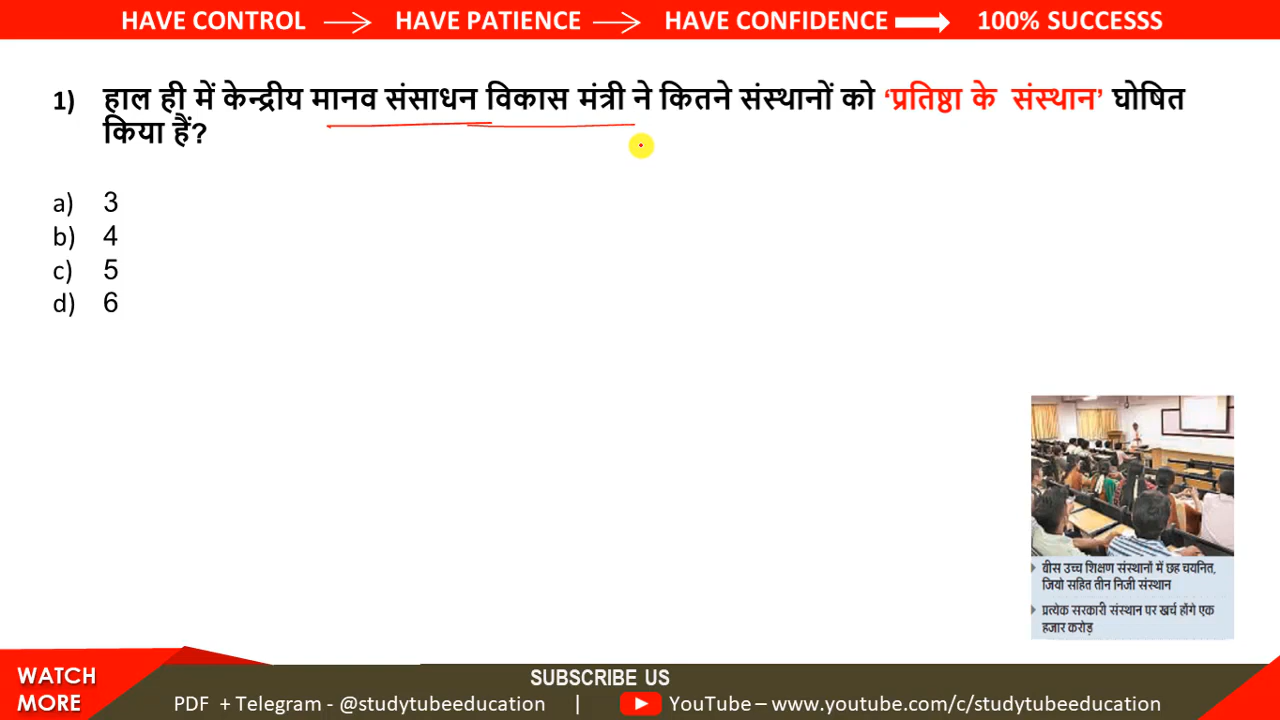 HAVE CONTROL HAVE PATIENCE HAVE CONFIDENCE 100% SUCCESSS
1) हाल ही में केन्द्रीय मानव संसाधन विकास मंत्री ने कितने संस्थानों को ‘प्रतिष्ठा के संस्थान’ घोषित
किया हैं?
a) 3
b) 4
c) 5
d) 6
बीस उच्च शिक्षण संस्थानों में छह चयनित,
जियो सहित तीन निजी संस्थान
प्रत्येक सरकारी संस्थान पर खर्च होंगे एक
हजार करोड़
WATCH
MORE
SUBSCRIBE US
PDF + Telegram - @studytubeeducation | YouTube – www.youtube.com/c/studytubeeducation